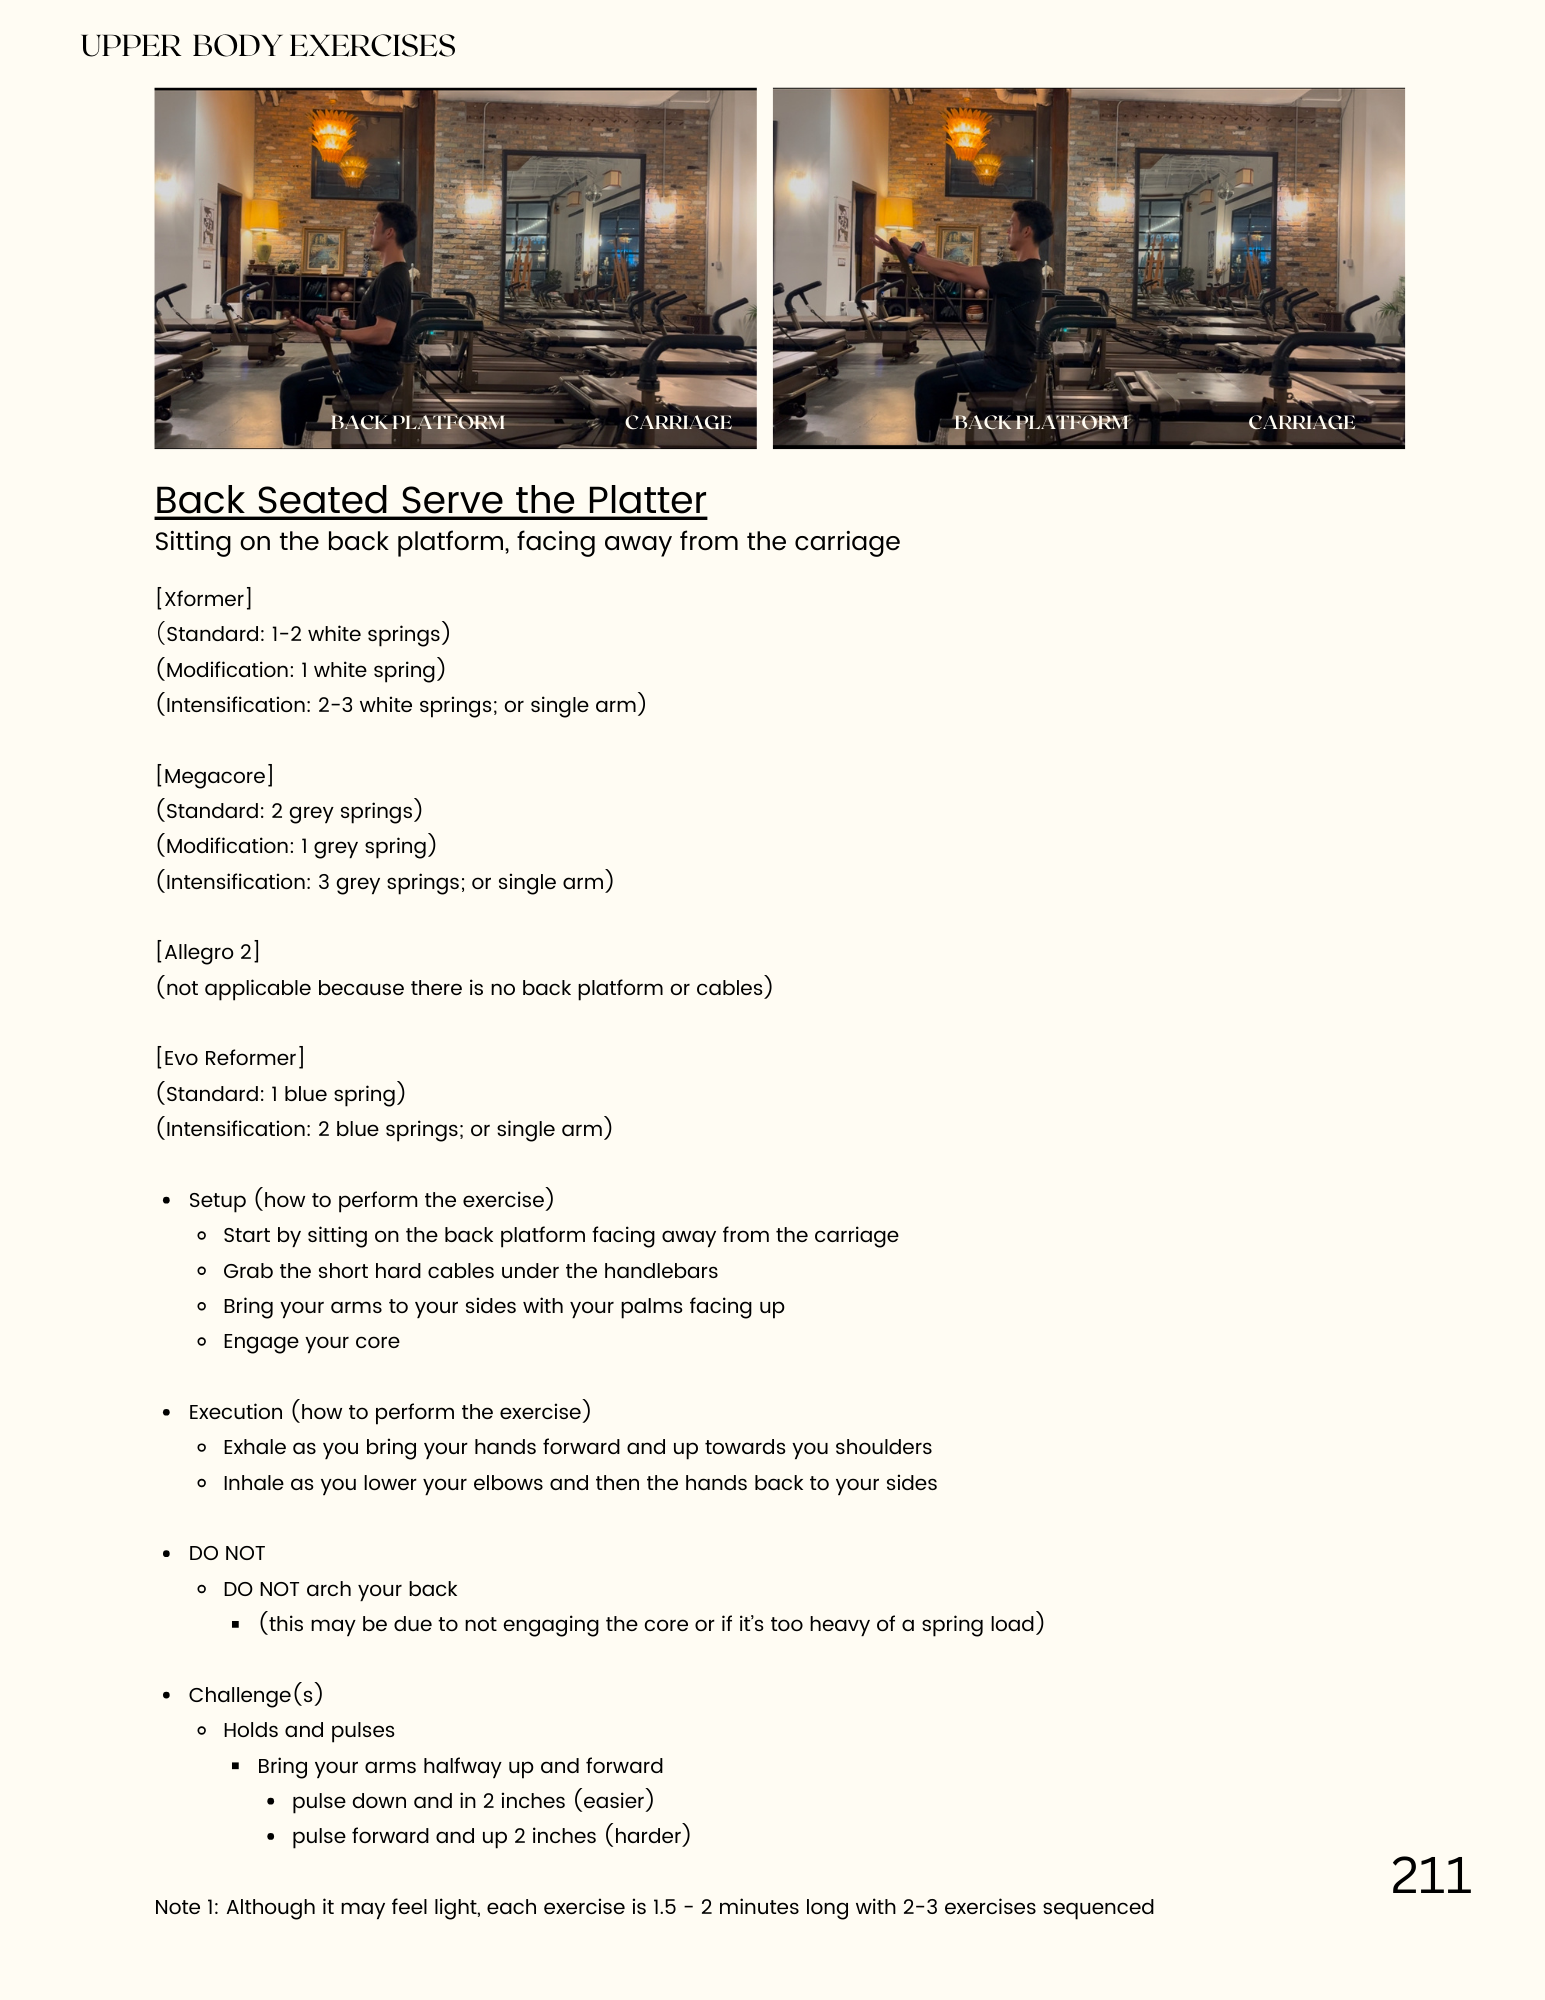 UPPER BODY EXERCISES
BACK PLATFORM CARRIAGE
BACK PLATFORM CARRIAGE
Back Seated Serve the Platter
Sitting on the back platform, facing away from the carriage
[Xformer]
(Standard: 1-2 white springs)
(Modification: 1 white spring)
(Intensification: 2-3 white springs; or single arm)
[Megacore]
(Standard: 2 grey springs)
(Modification: 1 grey spring)
(Intensification: 3 grey springs; or single arm)
[Allegro 2]
(not applicable because there is no back platform or cables)
[Evo Reformer]
(Standard: 1 blue spring)
(Intensification: 2 blue springs; or single arm)
• Setup (how to perform the exercise)
◦ Start by sitting on the back platform facing away from the carriage
◦ Grab the short hard cables under the handlebars
◦ Bring your arms to your sides with your palms facing up
◦ Engage your core
• Execution (how to perform the exercise)
◦ Exhale as you bring your hands forward and up towards you shoulders
◦ Inhale as you lower your elbows and then the hands back to your sides
• DO NOT
◦ DO NOT arch your back
▪ (this may be due to not engaging the core or if it's too heavy of a spring load)
• Challenge(s)
◦ Holds and pulses
▪ Bring your arms halfway up and forward
• pulse down and in 2 inches (easier)
• pulse forward and up 2 inches (harder)
211
Note 1: Although it may feel light, each exercise is 1.5 - 2 minutes long with 2-3 exercises sequenced